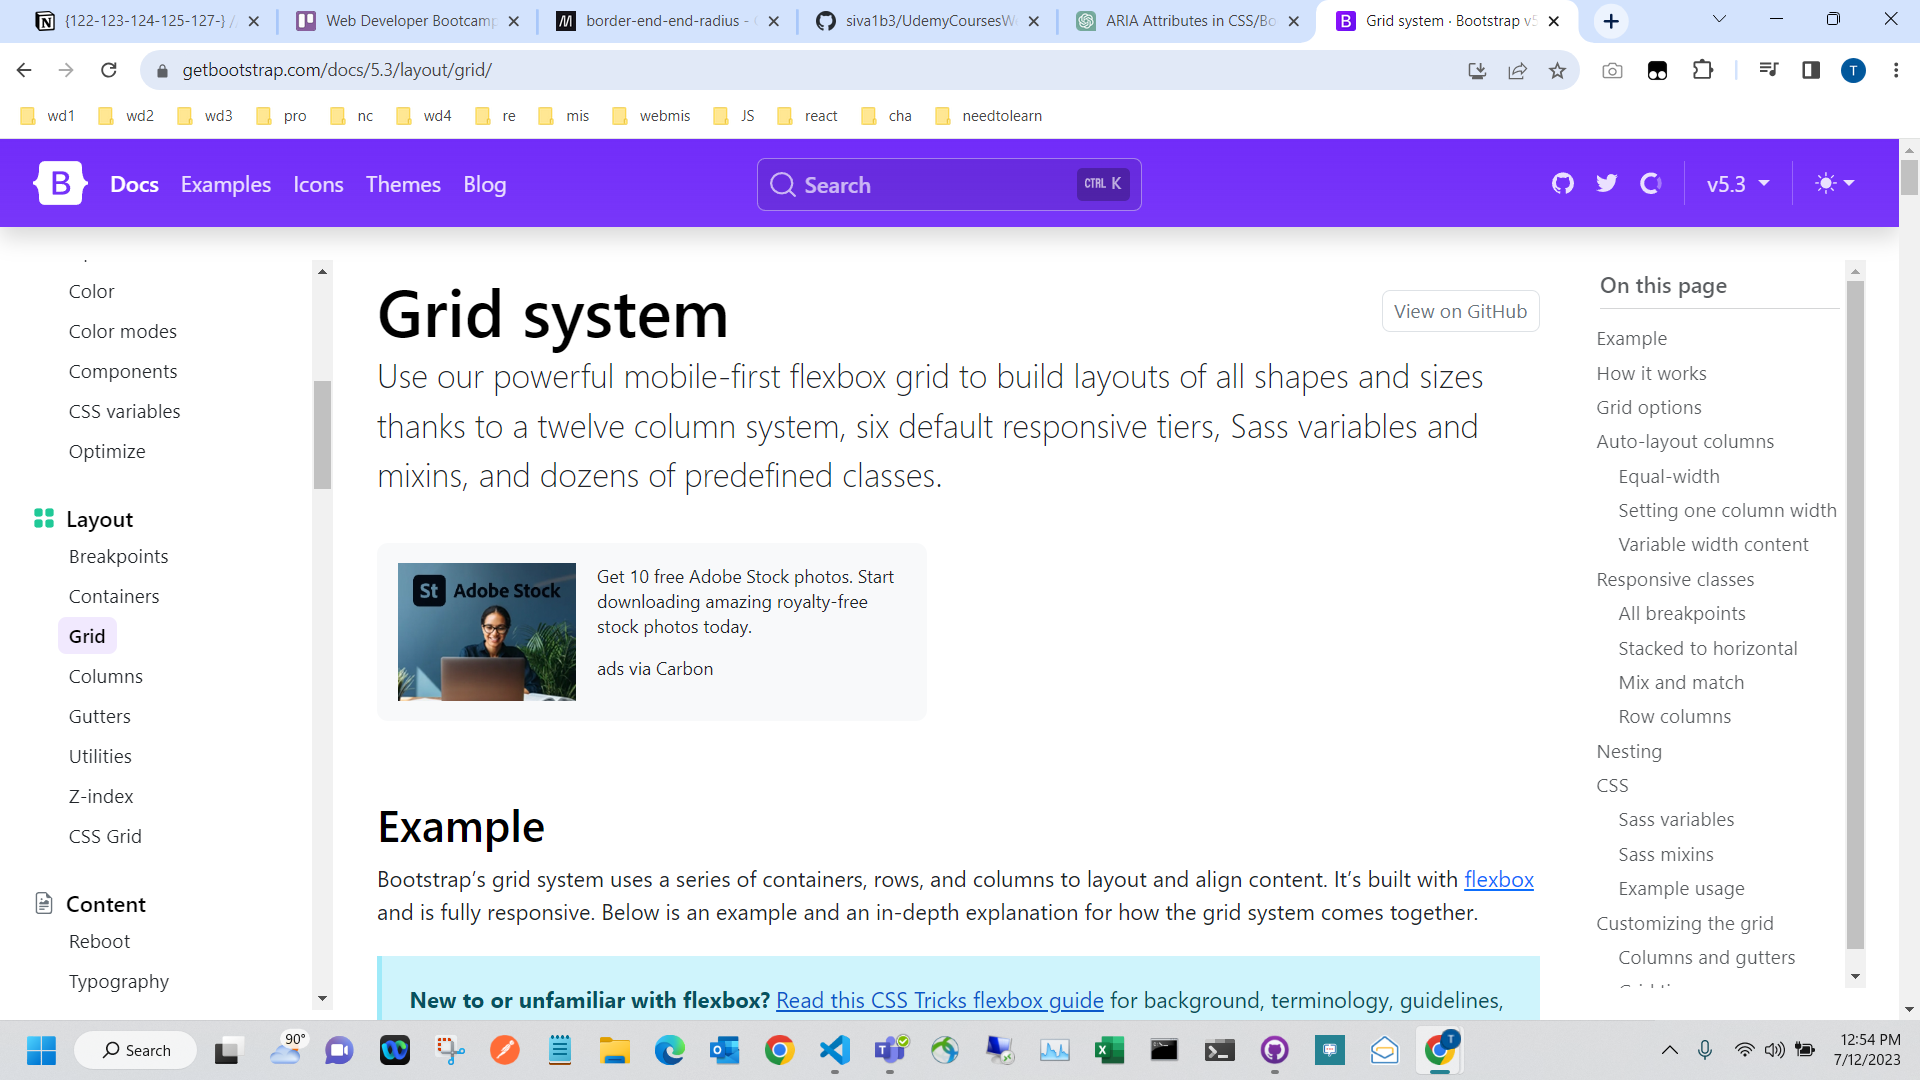 {122-123-124-125-127-} /
Web Developer Bootcamp
border-end-end-radius -
siva1b3/UdemyCoursesW
ARIA Attributes in CSS/Bo
Grid system · Bootstrap v5
getbootstrap.com/docs/5.3/layout/grid/
T
wd1
wd2
wd3
pro
nc
wd4
re
mis
webmis
JS
react
cha
needtolearn
B
Docs
Examples
Icons
Themes
Blog
Search
CTRL K
v5.3
Color
Color modes
Components
CSS variables
Optimize
Layout
Breakpoints
Containers
Grid
Columns
Gutters
Utilities
Z-index
CSS Grid
Content
Reboot
Typography
Grid system
View on GitHub
Use our powerful mobile-first flexbox grid to build layouts of all shapes and sizes
thanks to a twelve column system, six default responsive tiers, Sass variables and
mixins, and dozens of predefined classes.
St Adobe Stock
Get 10 free Adobe Stock photos. Start
downloading amazing royalty-free
stock photos today.
ads via Carbon
Example
Bootstrap’s grid system uses a series of containers, rows, and columns to layout and align content. It’s built with flexbox
and is fully responsive. Below is an example and an in-depth explanation for how the grid system comes together.
New to or unfamiliar with flexbox? Read this CSS Tricks flexbox guide for background, terminology, guidelines,
On this page
Example
How it works
Grid options
Auto-layout columns
Equal-width
Setting one column width
Variable width content
Responsive classes
All breakpoints
Stacked to horizontal
Mix and match
Row columns
Nesting
CSS
Sass variables
Sass mixins
Example usage
Customizing the grid
Columns and gutters
Search
90°
12:54 PM
7/12/2023